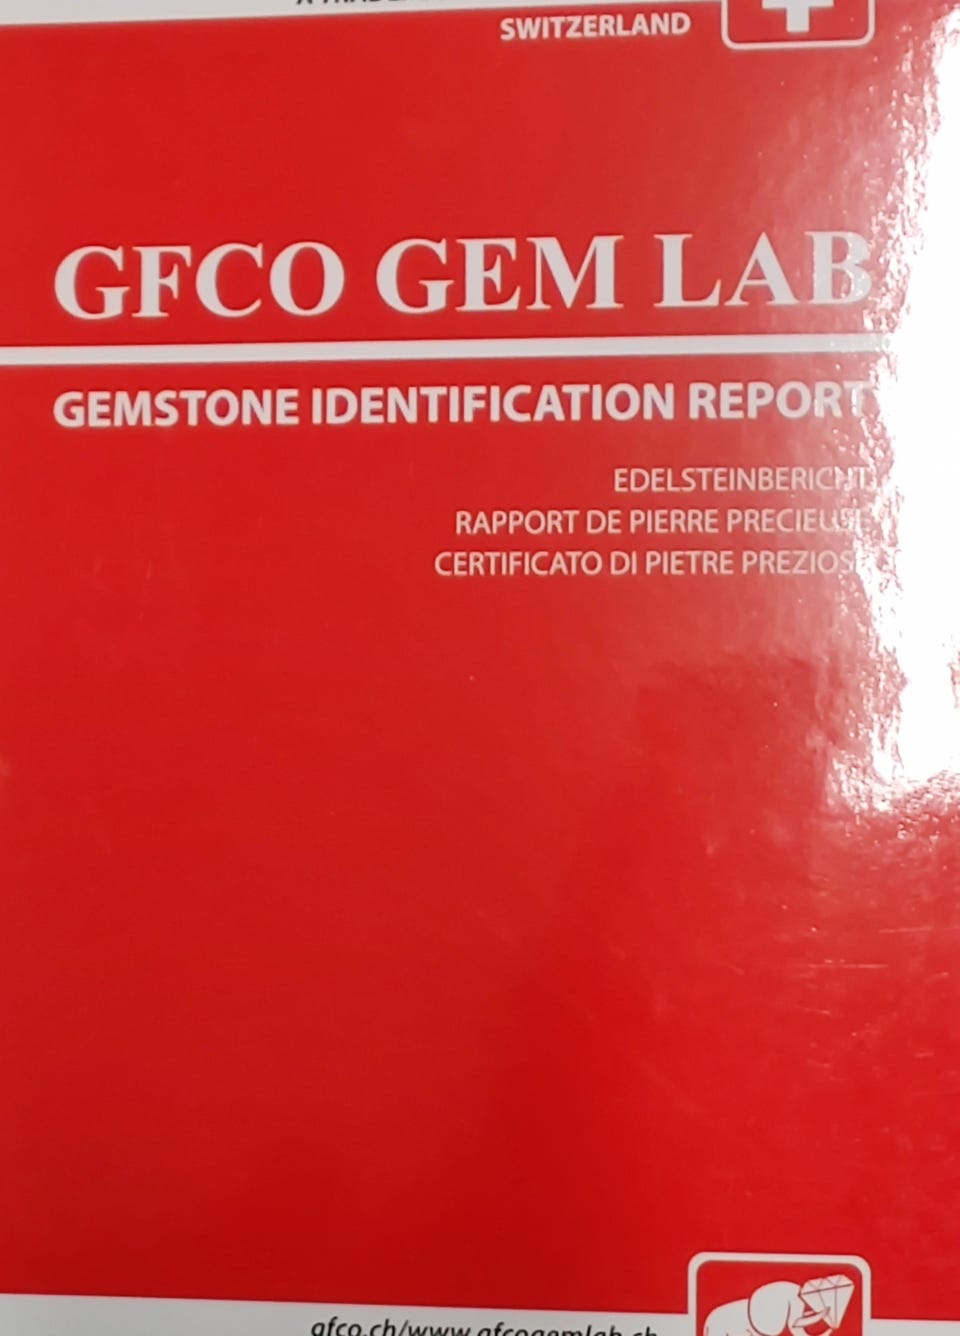 SWITZERLAND
GFCO GEM LAB
GEMSTONE IDENTIFICATION REPORT
EDELSTEINBERICHT
RAPPORT DE PIERRE PRECIEUSE
CERTIFICATO DI PIETRE PREZIOSE
gfco.ch/www.gfcogemlab.ch